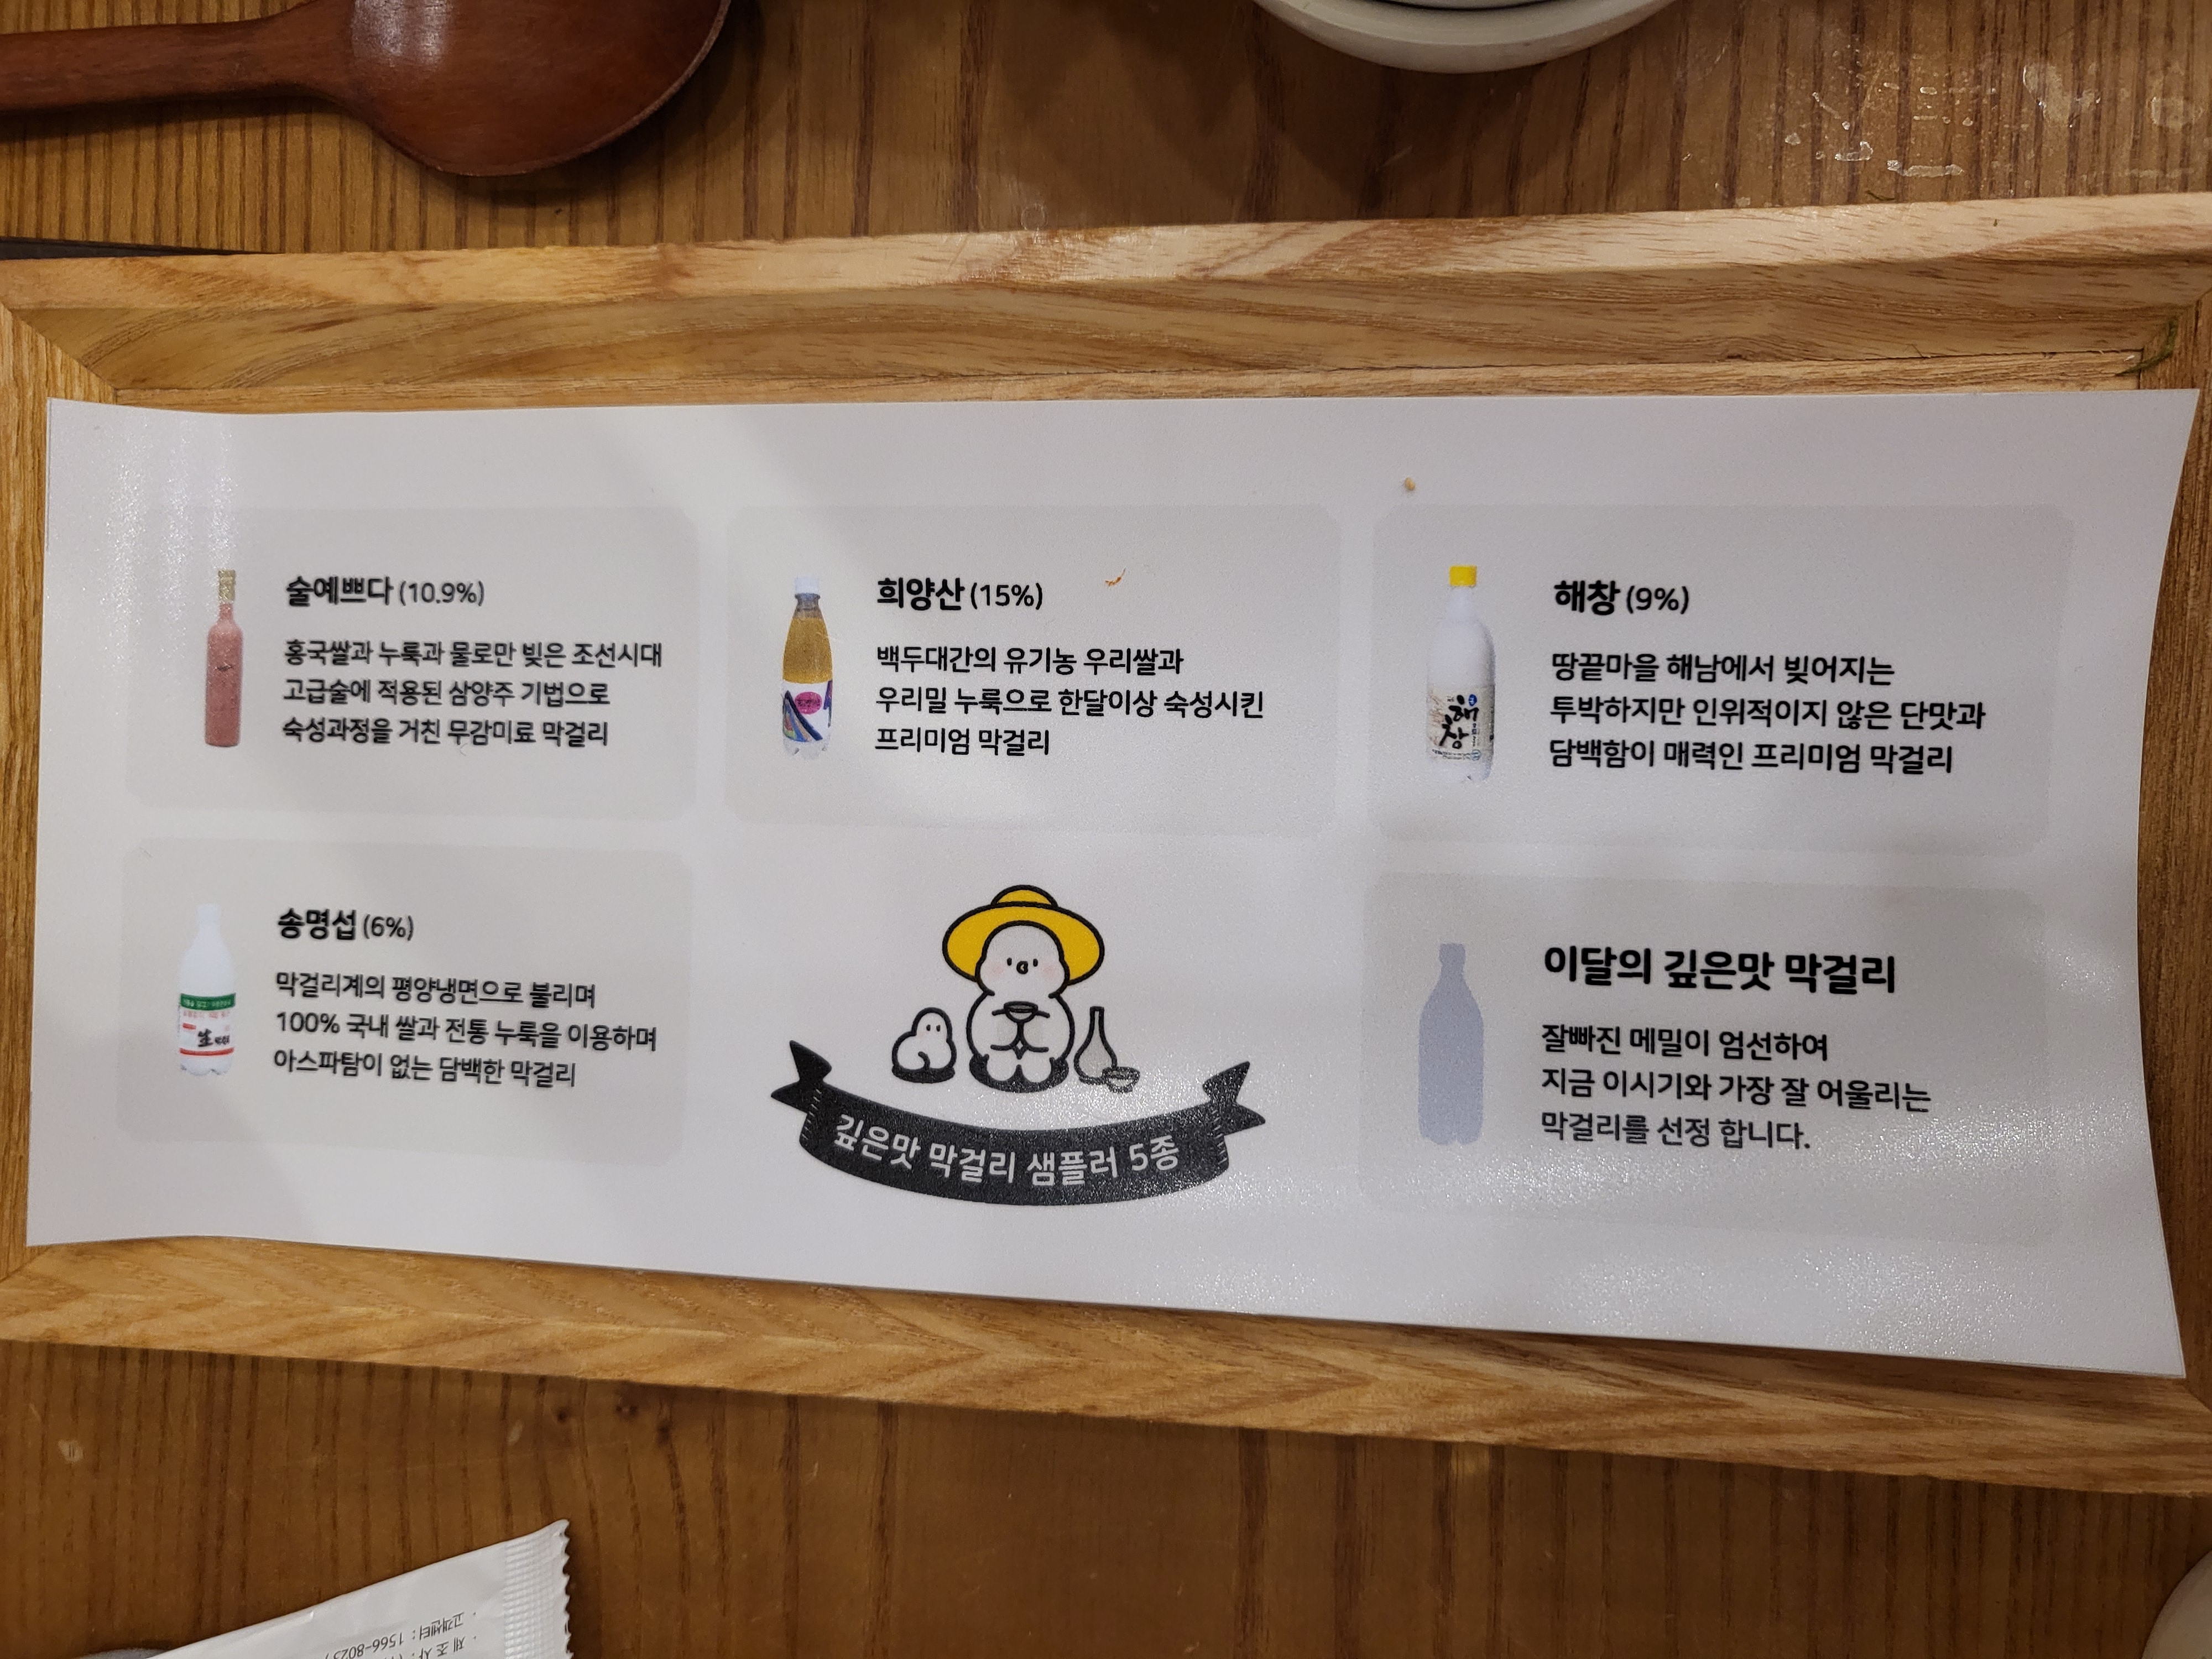 술예쁘다 (10.9%)
홍국쌀과 누룩과 물로만 빚은 조선시대
고급술에 적용된 삼양주 기법으로
숙성과정을 거친 무감미료 막걸리
희양산 (15%)
백두대간의 유기농 우리쌀과
우리밀 누룩으로 한달이상 숙성시킨
프리미엄 막걸리
해창 (9%)
땅끝마을 해남에서 빚어지는
투박하지만 인위적이지 않은 단맛과
담백함이 매력인 프리미엄 막걸리
해창
송명섭 (6%)
막걸리계의 평양냉면으로 불리며
100% 국내 쌀과 전통 누룩을 이용하며
아스파탐이 없는 담백한 막걸리
生
깊은맛 막걸리 샘플러 5종
이달의 깊은맛 막걸리
잘빠진 메밀이 엄선하여
지금 이시기와 가장 잘 어울리는
막걸리를 선정 합니다.
· 제조사 :
· 고객센터 : 1566-8023